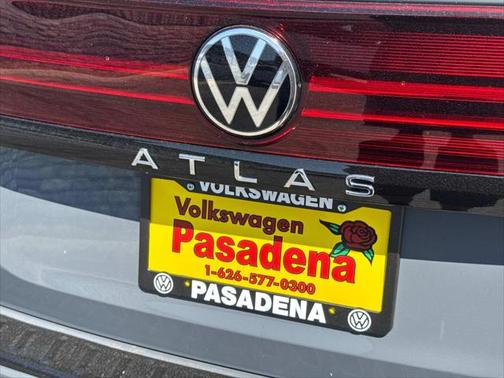 ATLAS
VOLKSWAGEN
Volkswagen
Pasadena
1-626-577-0300
PASADENA